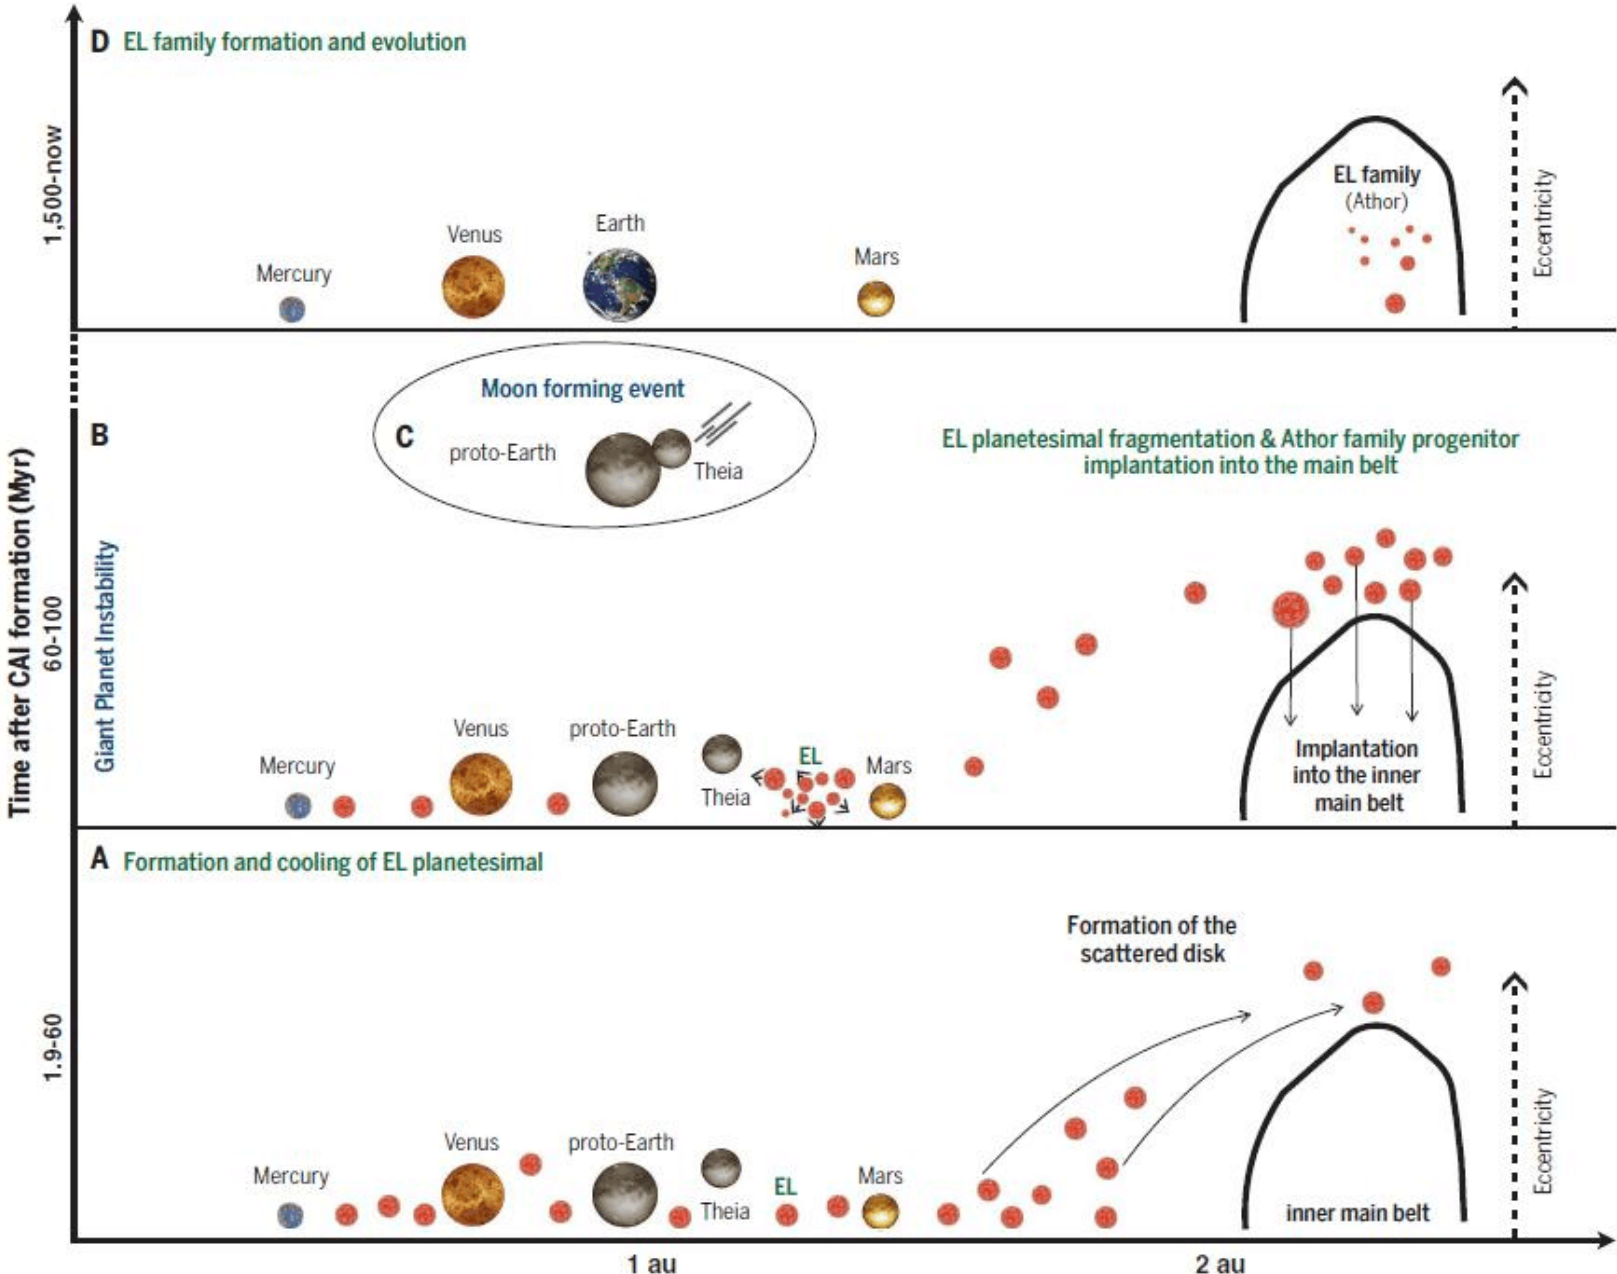 D EL family formation and evolution
1,500-now
Mercury
Venus
Earth
Mars
EL family
(Athor)
Eccentricity
B
C
Moon forming event
proto-Earth
Theia
EL planetesimal fragmentation & Athor family progenitor
implantation into the main belt
Time after CAI formation (Myr)
60-100
Giant Planet Instability
Mercury
Venus
proto-Earth
Theia
EL
Mars
Implantation
into the inner
main belt
Eccentricity
A Formation and cooling of EL planetesimal
1.9-60
Formation of the
scattered disk
Mercury
Venus
proto-Earth
Theia
EL
Mars
inner main belt
Eccentricity
1 au
2 au